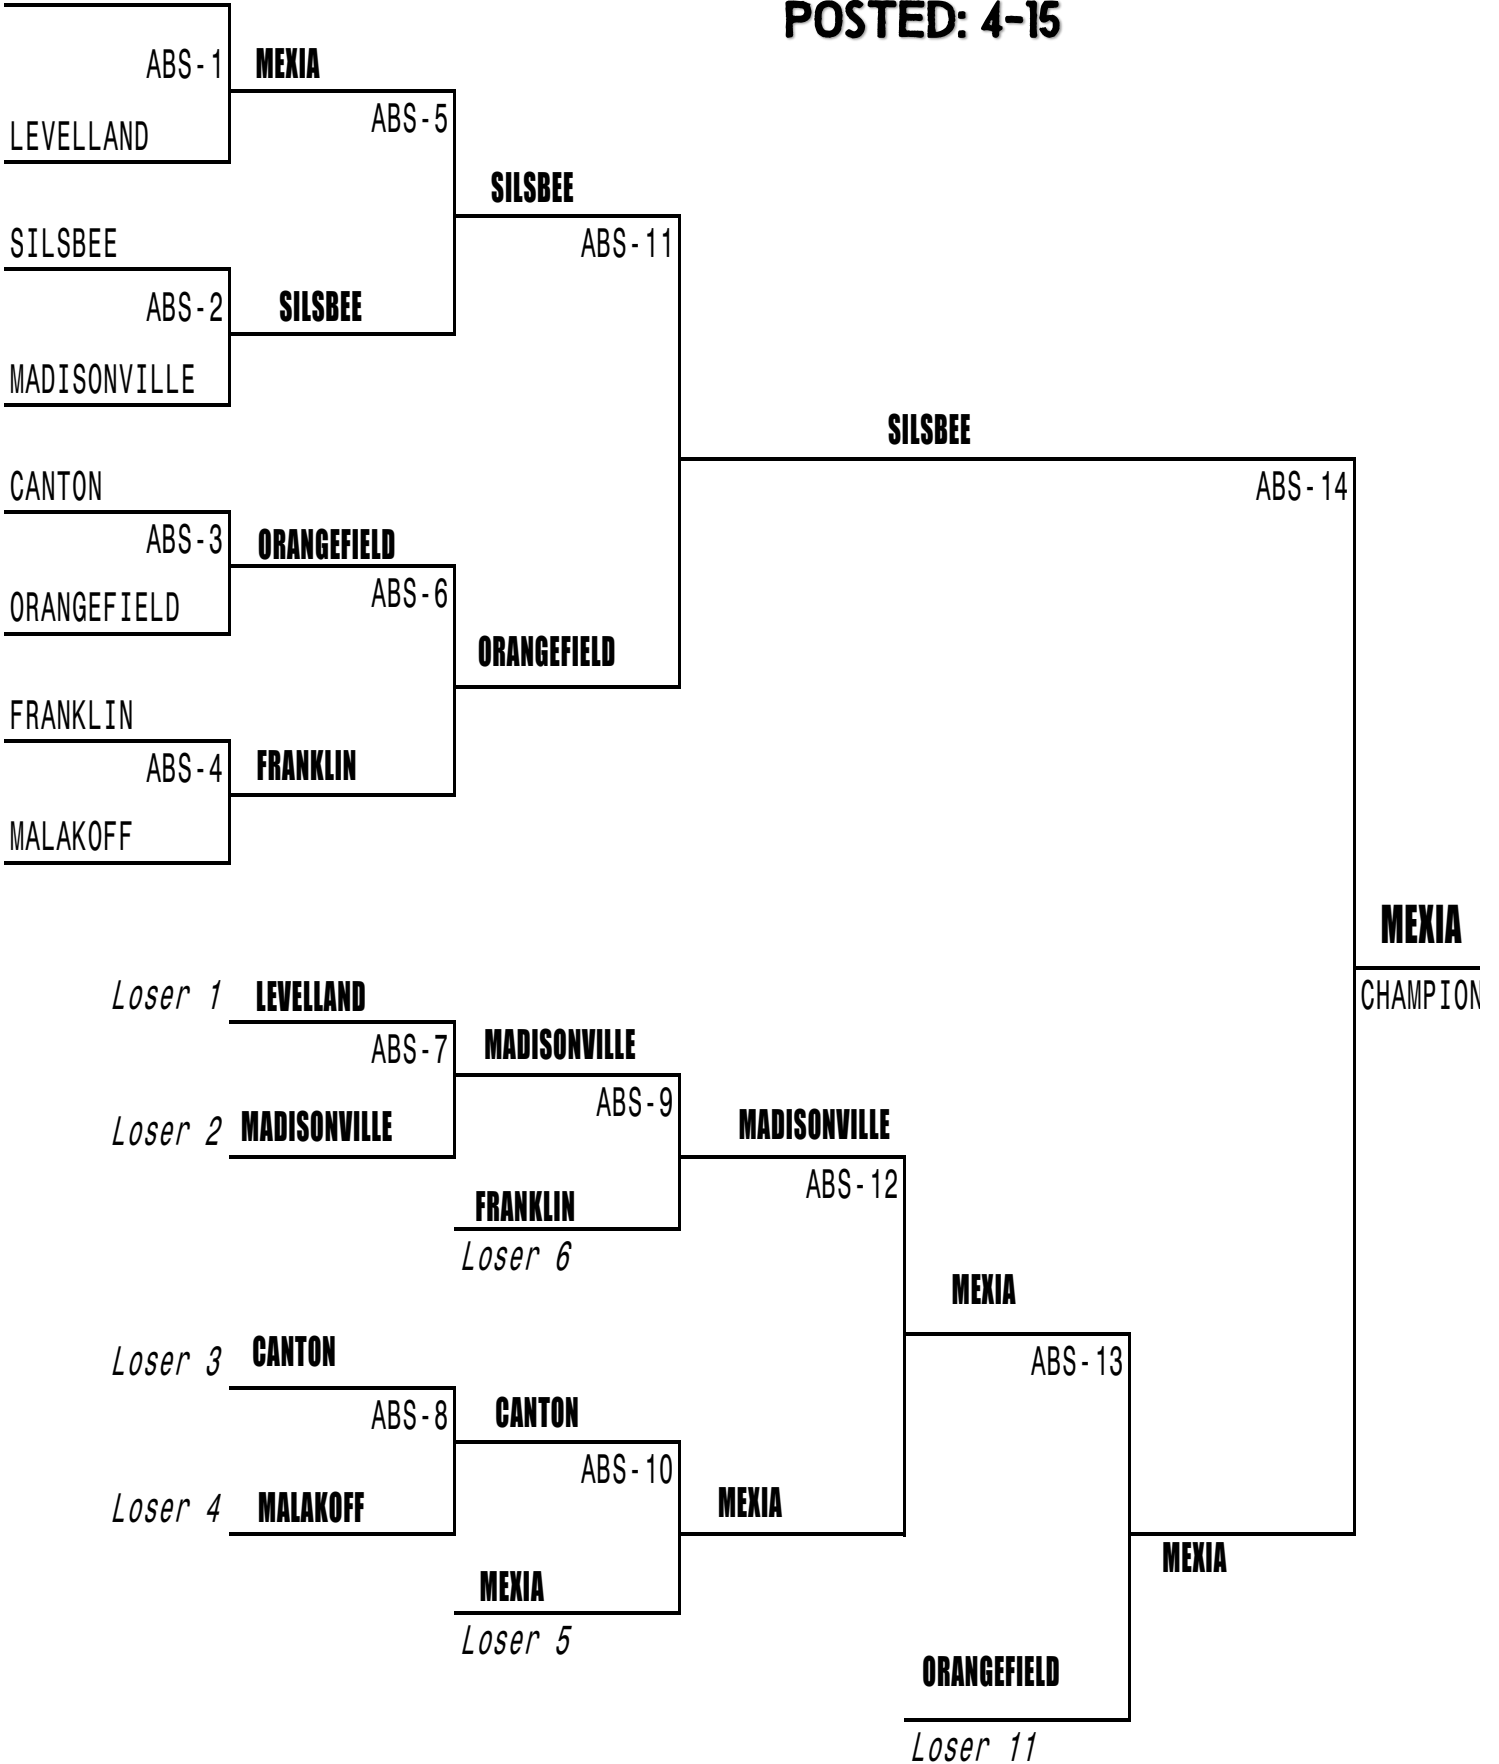 POSTED: 4-15
ABS-1
MEXIA
ABS-5
LEVELLAND
SILSBEE
SILSBEE
ABS-11
ABS-2
SILSBEE
MADISONVILLE
SILSBEE
CANTON
ABS-14
ABS-3
ORANGEFIELD
ABS-6
ORANGEFIELD
ORANGEFIELD
FRANKLIN
ABS-4
FRANKLIN
MALAKOFF
MEXIA
CHAMPION
Loser 1
LEVELLAND
ABS-7
MADISONVILLE
ABS-9
Loser 2
MADISONVILLE
MADISONVILLE
ABS-12
FRANKLIN
Loser 6
MEXIA
Loser 3
CANTON
ABS-13
ABS-8
CANTON
ABS-10
Loser 4
MALAKOFF
MEXIA
MEXIA
MEXIA
Loser 5
ORANGEFIELD
Loser 11